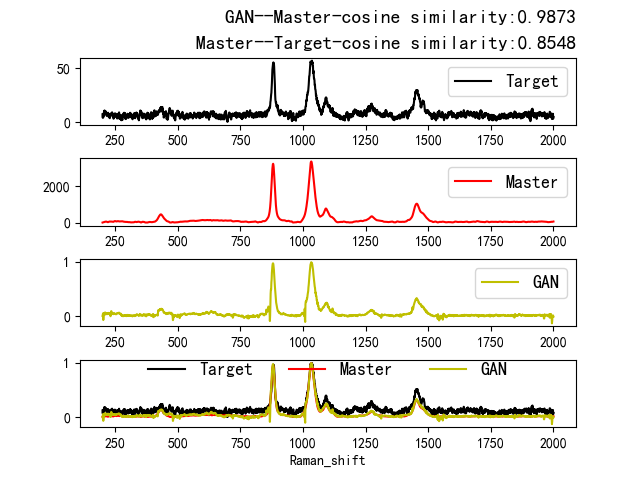 GAN--Master-cosine similarity:0.9873
Master--Target-cosine similarity:0.8548
50
0
Target
250 500 750 1000 1250 1500 1750 2000
2000
0
Master
250 500 750 1000 1250 1500 1750 2000
1
0
GAN
250 500 750 1000 1250 1500 1750 2000
1
0
Target Master GAN
250 500 750 1000 1250 1500 1750 2000
Raman_shift